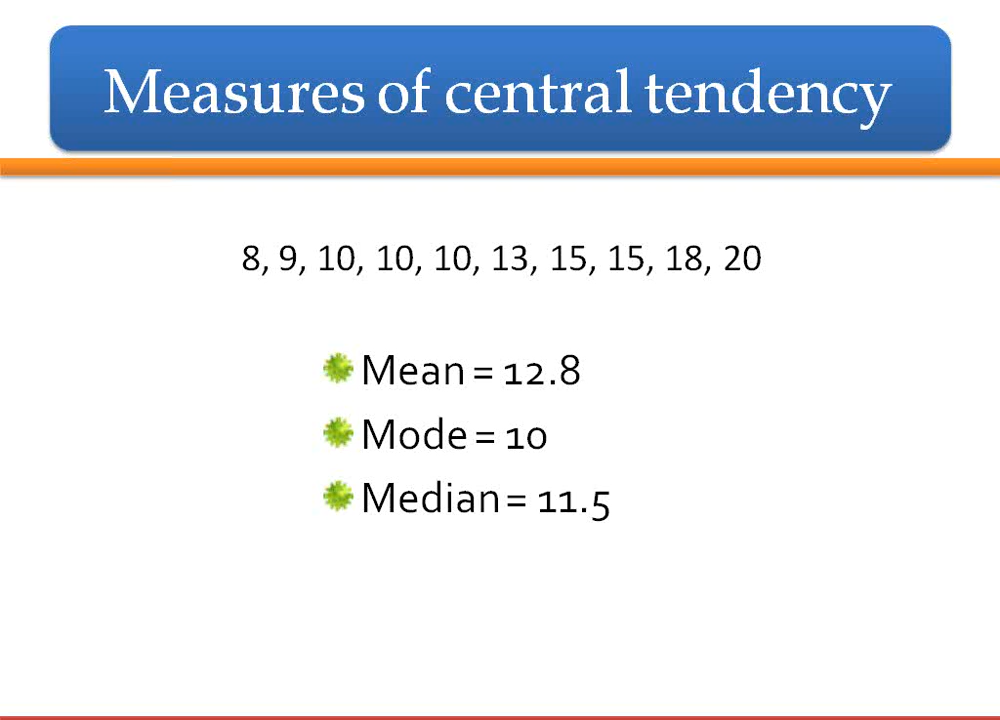 Measures of central tendency
8, 9, 10, 10, 10, 13, 15, 15, 18, 20
Mean = 12.8
Mode = 10
Median = 11.5